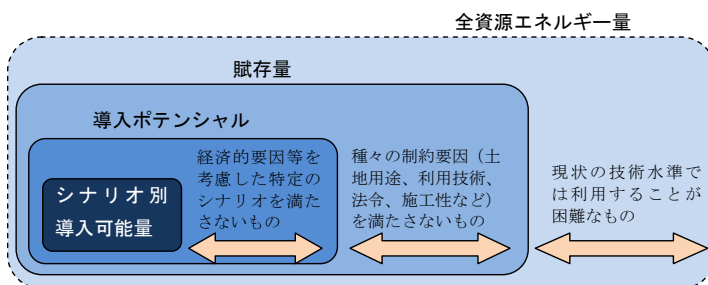 全資源エネルギー量
賦存量
導入ポテンシャル
シナリオ別
導入可能量
経済的要因等を
考慮した特定の
シナリオを満た
さないもの
種々の制約要因（土
地用途、利用技術、
法令、施工性など）
を満たさないもの
現状の技術水準で
は利用することが
困難なもの